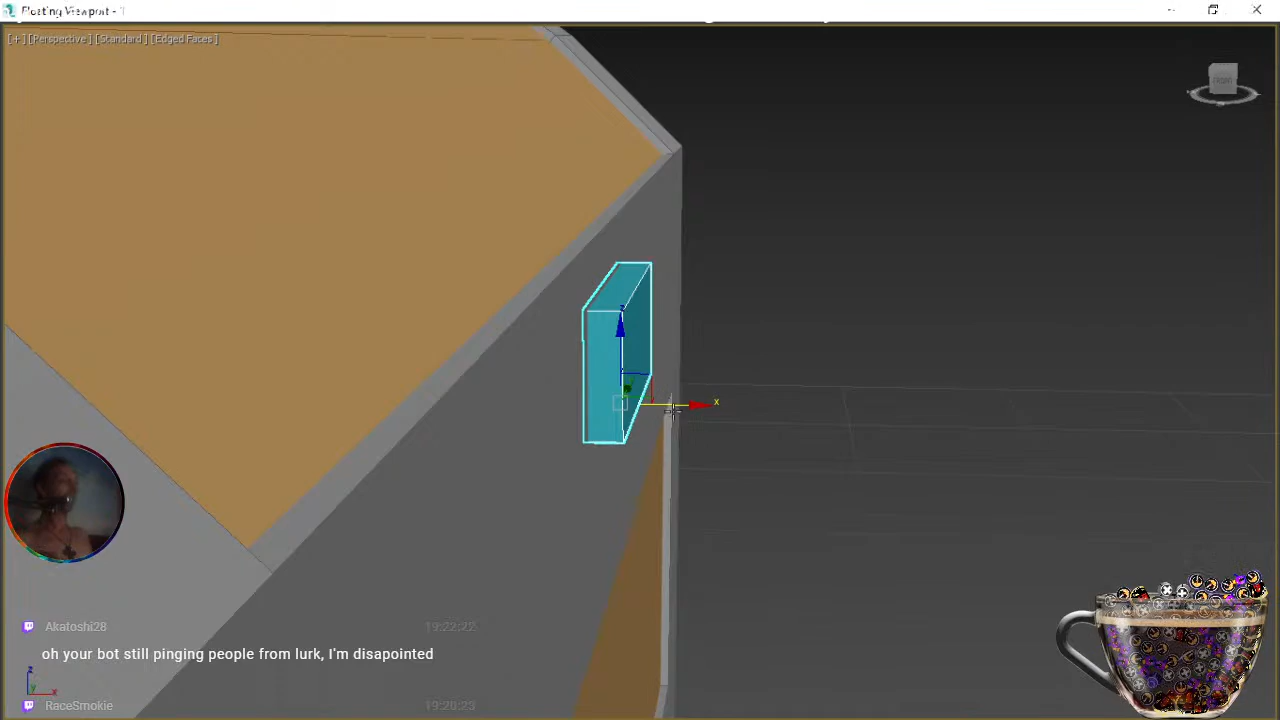 Floating Viewport -
[+] [Perspective] [Standard] [Edged Faces]
FRONT
z
x
Akatoshi28 19:22:22
oh your bot still pinging people from lurk, I'm disapointed
z
y
x
RaceSmokie 19:20:23